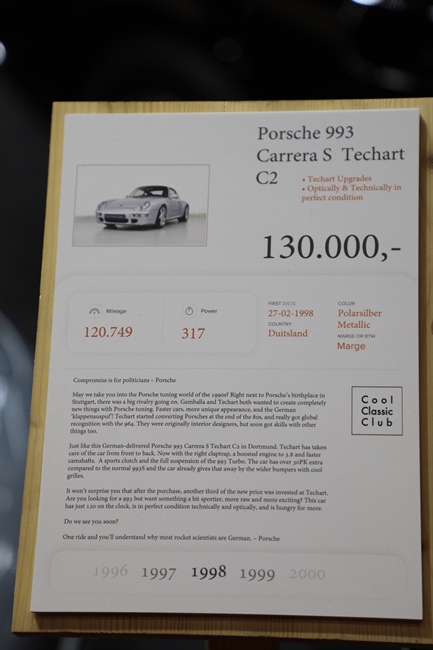 Porsche 993
Carrera S Techart
C2
• Techart Upgrades
• Optically & Technically in
perfect condition
130.000,-
Mileage
120.749
Power
317
FIRST DATE
27-02-1998
COUNTRY
Duitsland
COLOR
Polarsilber
Metallic
MARGE OR BTW
Marge
Compromise is for politicians – Porsche
May we take you into the Porsche tuning world of the 1990s? Right next to Porsche's birthplace in
Stuttgart, there was a big rivalry going on. Gemballa and Techart both wanted to create completely
new things with Porsche tuning. Faster cars, more unique appearance, and the German
'klappenauspuf'! Techart started converting Porsches at the end of the 80s, and really got global
recognition with the 964. They were originally interior designers, but soon got skills with other
things too.
Just like this German-delivered Porsche 993 Carrera S Techart C2 in Dortmund. Techart has taken
care of the car from front to back. Now with the claptrap, a boosted engine to 3.8 and faster
camshafts. A sports clutch and the full suspension of the 993 Turbo. The car has over 30PK extra
compared to the normal 993S and the car already gives that away by the wider bumpers with cool
grilles.
It won't surprise you that after the purchase, another third of the new price was invested at Techart.
Are you looking for a 993 but want something a bit sportier, more raw and more exciting? This car
has just 120 on the clock, is in perfect condition technically and optically, and is hungry for more.
Do we see you soon?
One ride and you'll understand why most rocket scientists are German. – Porsche
Cool
Classic
Club
1996 1997 1998 1999 2000